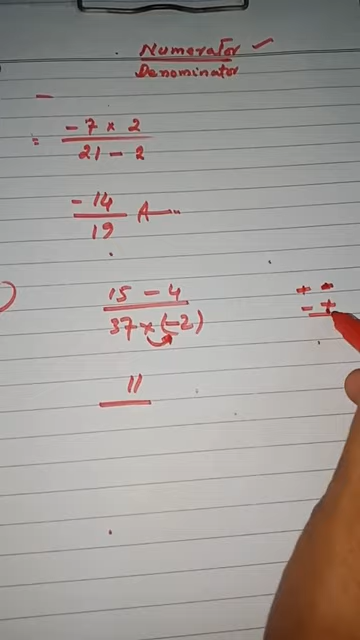 Numerator ✓
Denominator
−
= −7 × 2
21 − 2
−14
19
15 − 4
37 × (−2)
+ −
− +
11